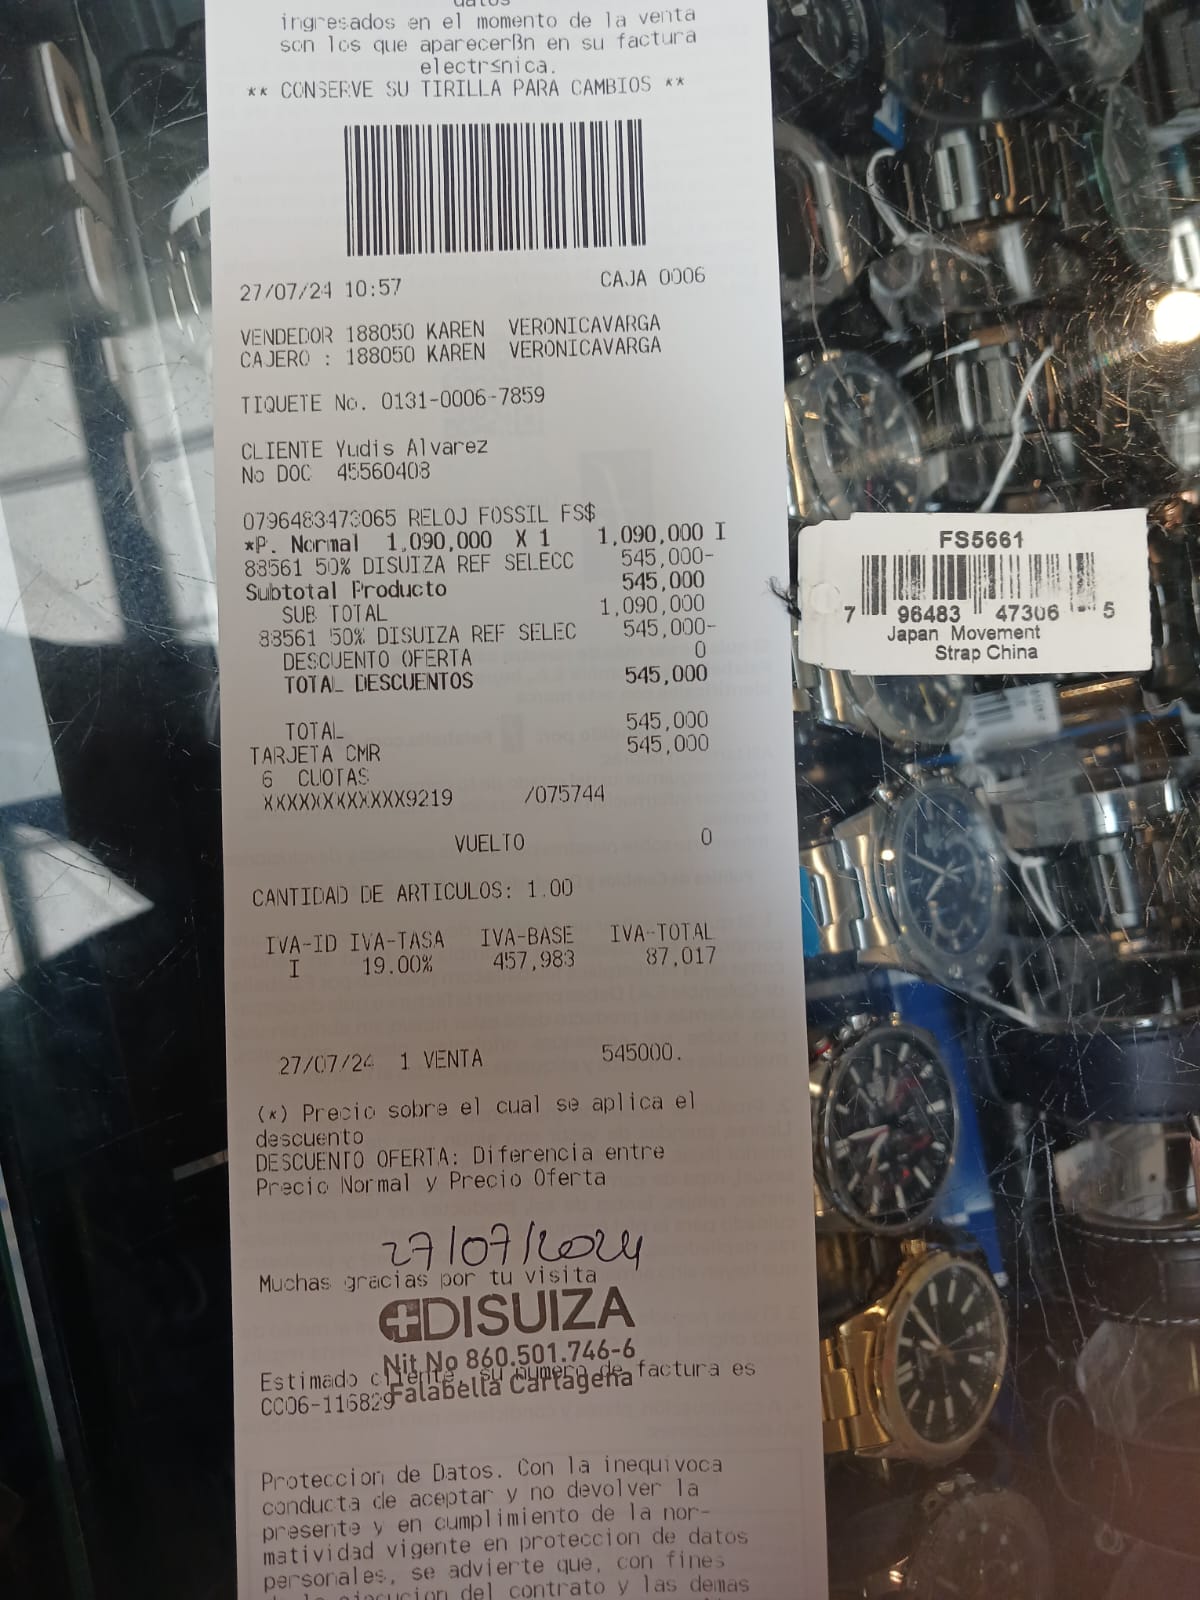 datos
ingresados en el momento de la venta
son los que aparecerßn en su factura
electr≤nica.
** CONSERVE SU TIRILLA PARA CAMBIOS **
27/07/24 10:57 CAJA 0006
VENDEDOR 188050 KAREN VERONICAVARGA
CAJERO : 188050 KAREN VERONICAVARGA
TIQUETE No. 0131-0006-7859
CLIENTE Yudis Alvarez
No DOC 45560408
0796483473065 RELOJ FOSSIL FS$
*P. Normal 1,090,000 X 1 1,090,000 I
88561 50% DISUIZA REF SELECC 545,000-
Subtotal Producto 545,000
SUB TOTAL 1,090,000
88561 50% DISUIZA REF SELEC 545,000-
DESCUENTO OFERTA 0
TOTAL DESCUENTOS 545,000
TOTAL 545,000
TARJETA CMR 545,000
6 CUOTAS
XXXXXXXXXXXX9219 /075744
VUELTO 0
CANTIDAD DE ARTICULOS: 1.00
IVA-ID IVA-TASA IVA-BASE IVA-TOTAL
I 19.00% 457,983 87,017
27/07/24 1 VENTA 545000.
(*) Precio sobre el cual se aplica el
descuento
DESCUENTO OFERTA: Diferencia entre
Precio Normal y Precio Oferta
27/07/2024
Muchas gracias por tu visita
DISUIZA
Nit No 860.501.746-6
Estimado cliente, su numero de factura es
CC06-116829
Falabella Cartagena
Proteccion de Datos. Con la inequivoca
conducta de aceptar y no devolver la
presente y en cumplimiento de la nor-
matividad vigente en proteccion de datos
personales, se advierte que, con fines
de la ejecucion del contrato y las demas
FS5661
7 96483 47306 5
Japan Movement
Strap China